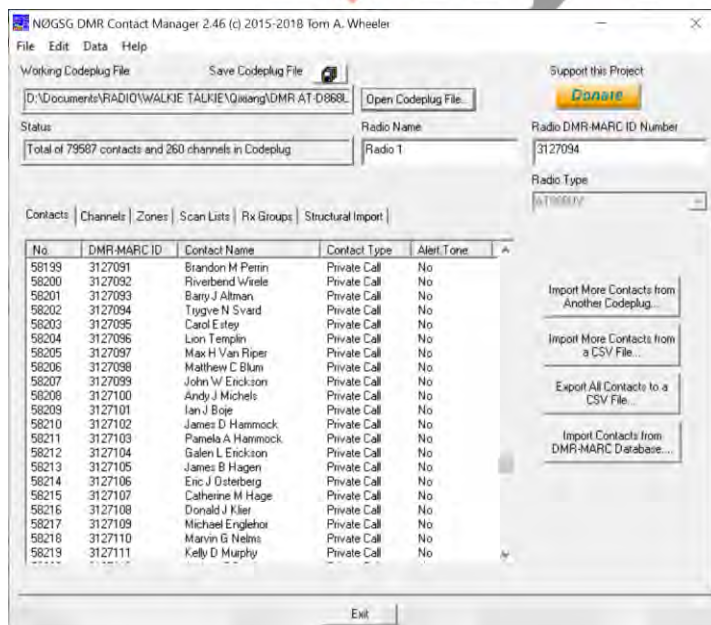 NØGSG DMR Contact Manager 2.46 (c) 2015-2018 Tom A. Wheeler
File Edit Data Help
Working Codeplug File Save Codeplug File Support this Project
Donate
D:\Documents\RADIO\WALKIE TALKIE\Qixiang\DMR AT-D868L Open Codeplug File...
Status Radio Name Radio DMR-MARC ID Number
Total of 79587 contacts and 260 channels in Codeplug Radio 1 3127094
Radio Type
Contacts Channels Zones Scan Lists Rx Groups Structural Import
No. DMR-MARC ID Contact Name Contact Type Alert Tone
58199 3127091 Brandon M Perrin Private Call No
58200 3127092 Riverbend Wirele Private Call No
58201 3127093 Barry J Altman Private Call No
58202 3127094 Trygve N Svard Private Call No
58203 3127095 Carol Estey Private Call No
58204 3127096 Lion Templin Private Call No
58205 3127097 Max H Van Riper Private Call No
58206 3127098 Matthew C Blum Private Call No
58207 3127099 John W Erickson Private Call No
58208 3127100 Andy J Michels Private Call No
58209 3127101 Ian J Boje Private Call No
58210 3127102 James D Hammock Private Call No
58211 3127103 Pamela A Hammock Private Call No
58212 3127104 Galen L Erickson Private Call No
58213 3127105 James B Hagen Private Call No
58214 3127106 Eric J Osterberg Private Call No
58215 3127107 Catherine M Hage Private Call No
58216 3127108 Donald J Klier Private Call No
58217 3127109 Michael Englehor Private Call No
58218 3127110 Marvin G Nelms Private Call No
58219 3127111 Kelly D Murphy Private Call No
Import More Contacts from
Another Codeplug...
Import More Contacts from
a CSV File...
Export All Contacts to a
CSV File...
Import Contacts from
DMR-MARC Database...
Exit